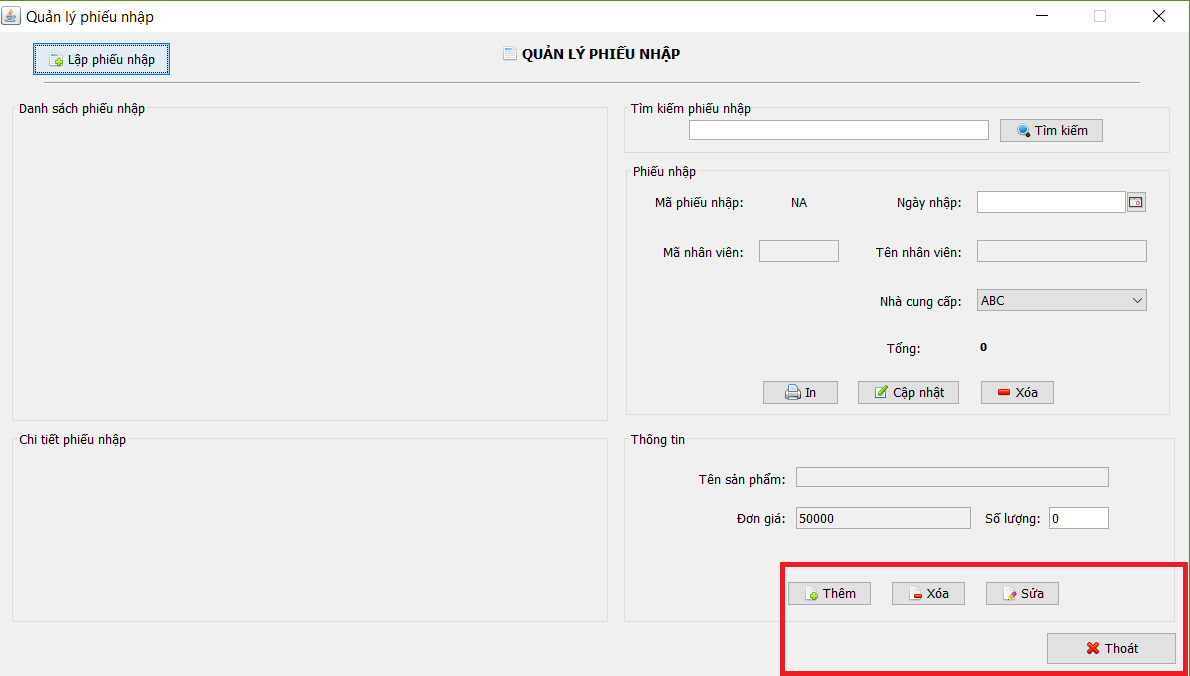 Quản lý phiếu nhập
Lập phiếu nhập
QUẢN LÝ PHIẾU NHẬP
Danh sách phiếu nhập
Tìm kiếm phiếu nhập
Tìm kiếm
Phiếu nhập
Mã phiếu nhập: NA Ngày nhập:
Mã nhân viên: Tên nhân viên:
Nhà cung cấp: ABC
Tổng: 0
In Cập nhật Xóa
Chi tiết phiếu nhập
Thông tin
Tên sản phẩm:
Đơn giá: 50000 Số lượng: 0
Thêm Xóa Sửa
Thoát